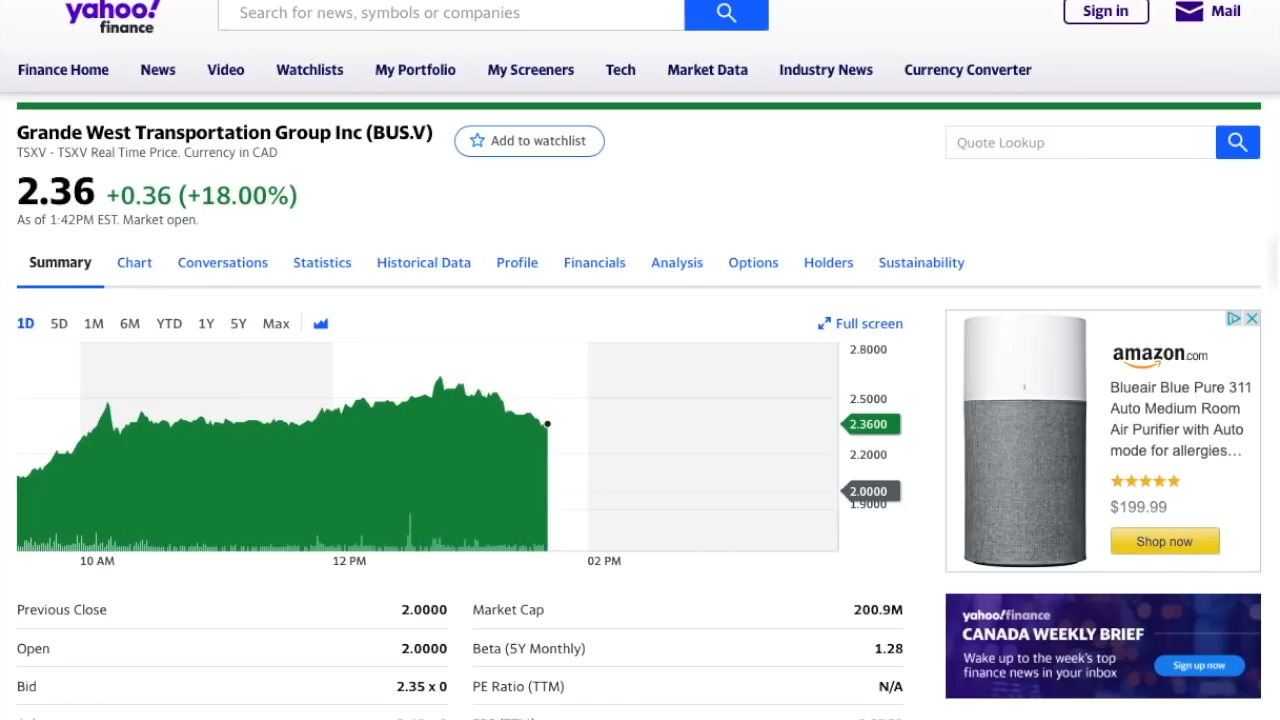 yahoo!
finance
Search for news, symbols or companies
Sign in
Mail
Finance Home News Video Watchlists My Portfolio My Screeners Tech Market Data Industry News Currency Converter
Grande West Transportation Group Inc (BUS.V)
TSXV - TSXV Real Time Price. Currency in CAD
Add to watchlist
Quote Lookup
2.36 +0.36 (+18.00%)
As of 1:42PM EST. Market open.
Summary Chart Conversations Statistics Historical Data Profile Financials Analysis Options Holders Sustainability
1D 5D 1M 6M YTD 1Y 5Y Max
Full screen
2.8000
2.5000
2.3600
2.2000
2.0000
1.9000
10 AM 12 PM 02 PM
amazon.com
Blueair Blue Pure 311
Auto Medium Room
Air Purifier with Auto
mode for allergies...
$199.99
Shop now
Previous Close 2.0000
Open 2.0000
Bid 2.35 x 0
Market Cap 200.9M
Beta (5Y Monthly) 1.28
PE Ratio (TTM) N/A
yahoo!finance
CANADA WEEKLY BRIEF
Wake up to the week's top
finance news in your inbox
Sign up now